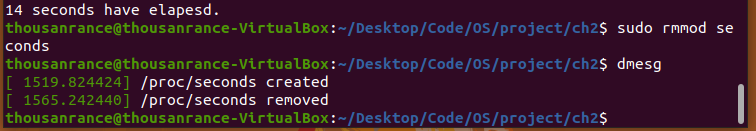 14 seconds have elapesd.
thousanrance@thousanrance-VirtualBox:~/Desktop/Code/OS/project/ch2$ sudo rmmod se
conds
thousanrance@thousanrance-VirtualBox:~/Desktop/Code/OS/project/ch2$ dmesg
[ 1519.824424] /proc/seconds created
[ 1565.242440] /proc/seconds removed
thousanrance@thousanrance-VirtualBox:~/Desktop/Code/OS/project/ch2$